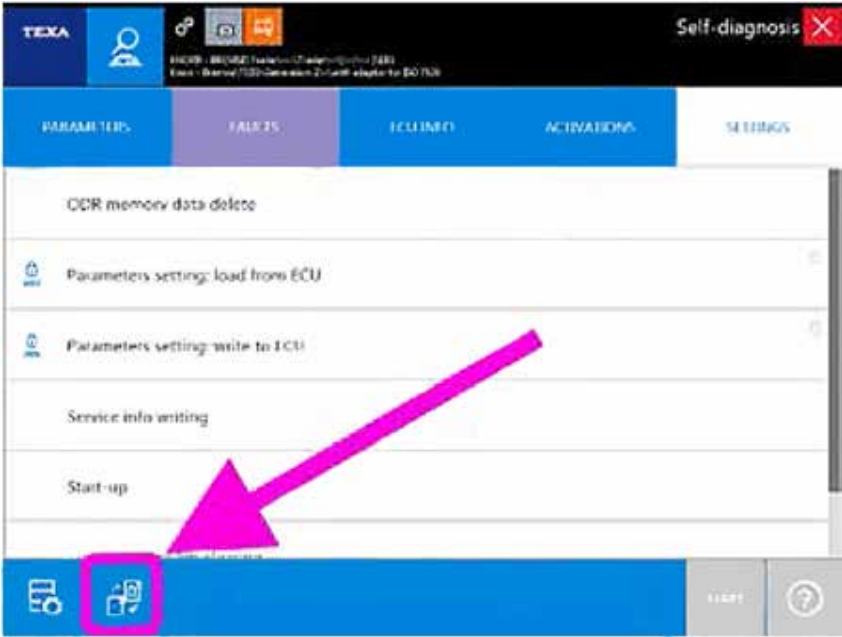 TEXA
Self-diagnosis
PARAMETERS
FAULTS
ECU INFO
ACTIVATIONS
SETTINGS
ODR memory data delete
Parameters setting: load from ECU
Parameters setting: write to ECU
Service info writing
Start-up
START